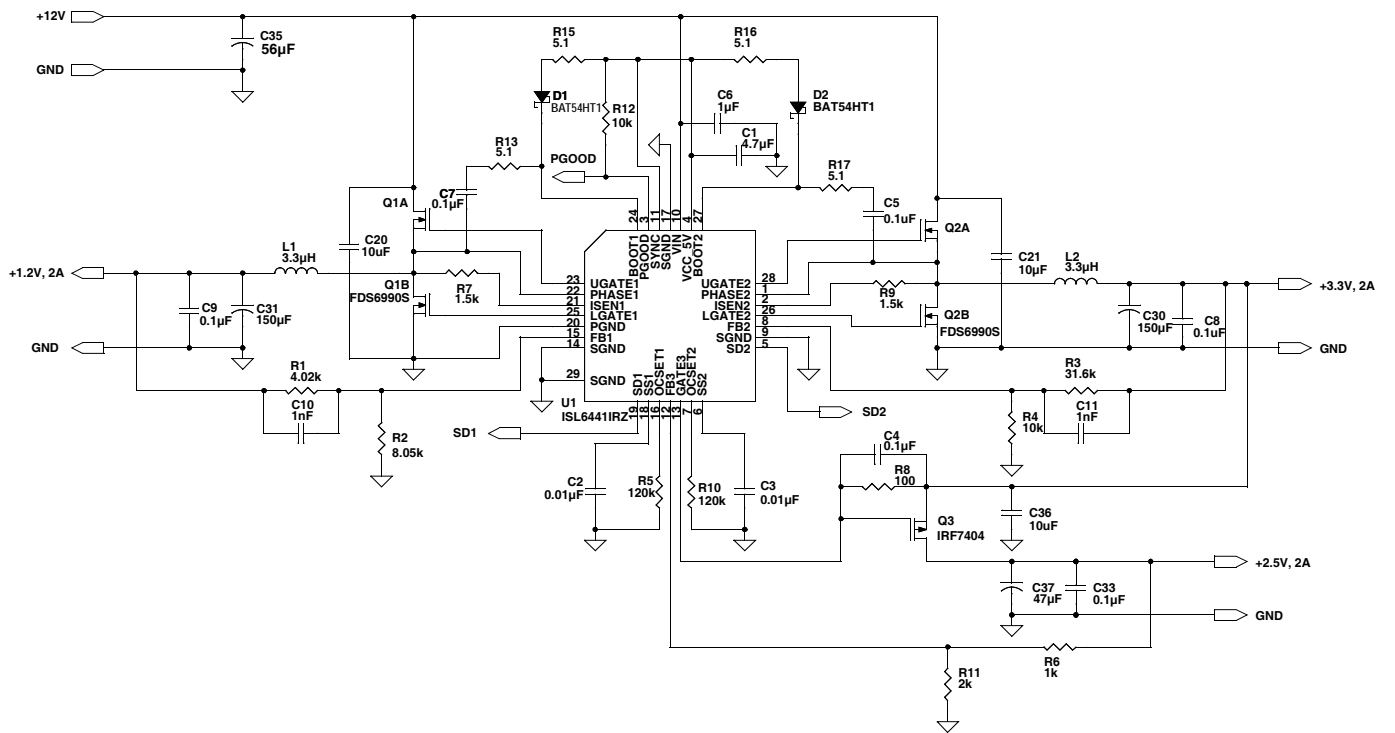 +12V
C35
56µF
GND
R15
5.1
R16
5.1
D1
BAT54HT1
R12
10k
C6
1µF
D2
BAT54HT1
C1
4.7µF
R13
5.1
PGOOD
R17
5.1
C7
0.1µF
Q1A
C5
0.1uF
Q2A
24
3
11
17
10
4
27
BOOT1
PGOOD
SYNC
SGND
VIN
VCC_5V
BOOT2
C20
10uF
L1
3.3µH
+1.2V, 2A
Q1B
FDS6990S
R7
1.5k
C9
0.1µF
C31
150µF
GND
23
22
21
25
20
15
14
29
UGATE1
PHASE1
ISEN1
LGATE1
PGND
FB1
SGND
SGND
UGATE2
PHASE2
ISEN2
LGATE2
FB2
SGND
SD2
28
1
2
26
8
9
5
R9
1.5k
Q2B
FDS6990S
C21
10µF
L2
3.3µH
+3.3V, 2A
C30
150µF
C8
0.1uF
GND
R1
4.02k
C10
1nF
R2
8.05k
R3
31.6k
C11
1nF
R4
10k
SD1
SS1
OCSET1
FB3
GATE3
OCSET2
SS2
U1
ISL6441IRZ
19
18
16
12
13
7
6
SD1
SD2
C2
0.01µF
R5
120k
R10
120k
C3
0.01µF
C4
0.1µF
R8
100
Q3
IRF7404
C36
10uF
+2.5V, 2A
C37
47µF
C33
0.1µF
GND
R6
1k
R11
2k